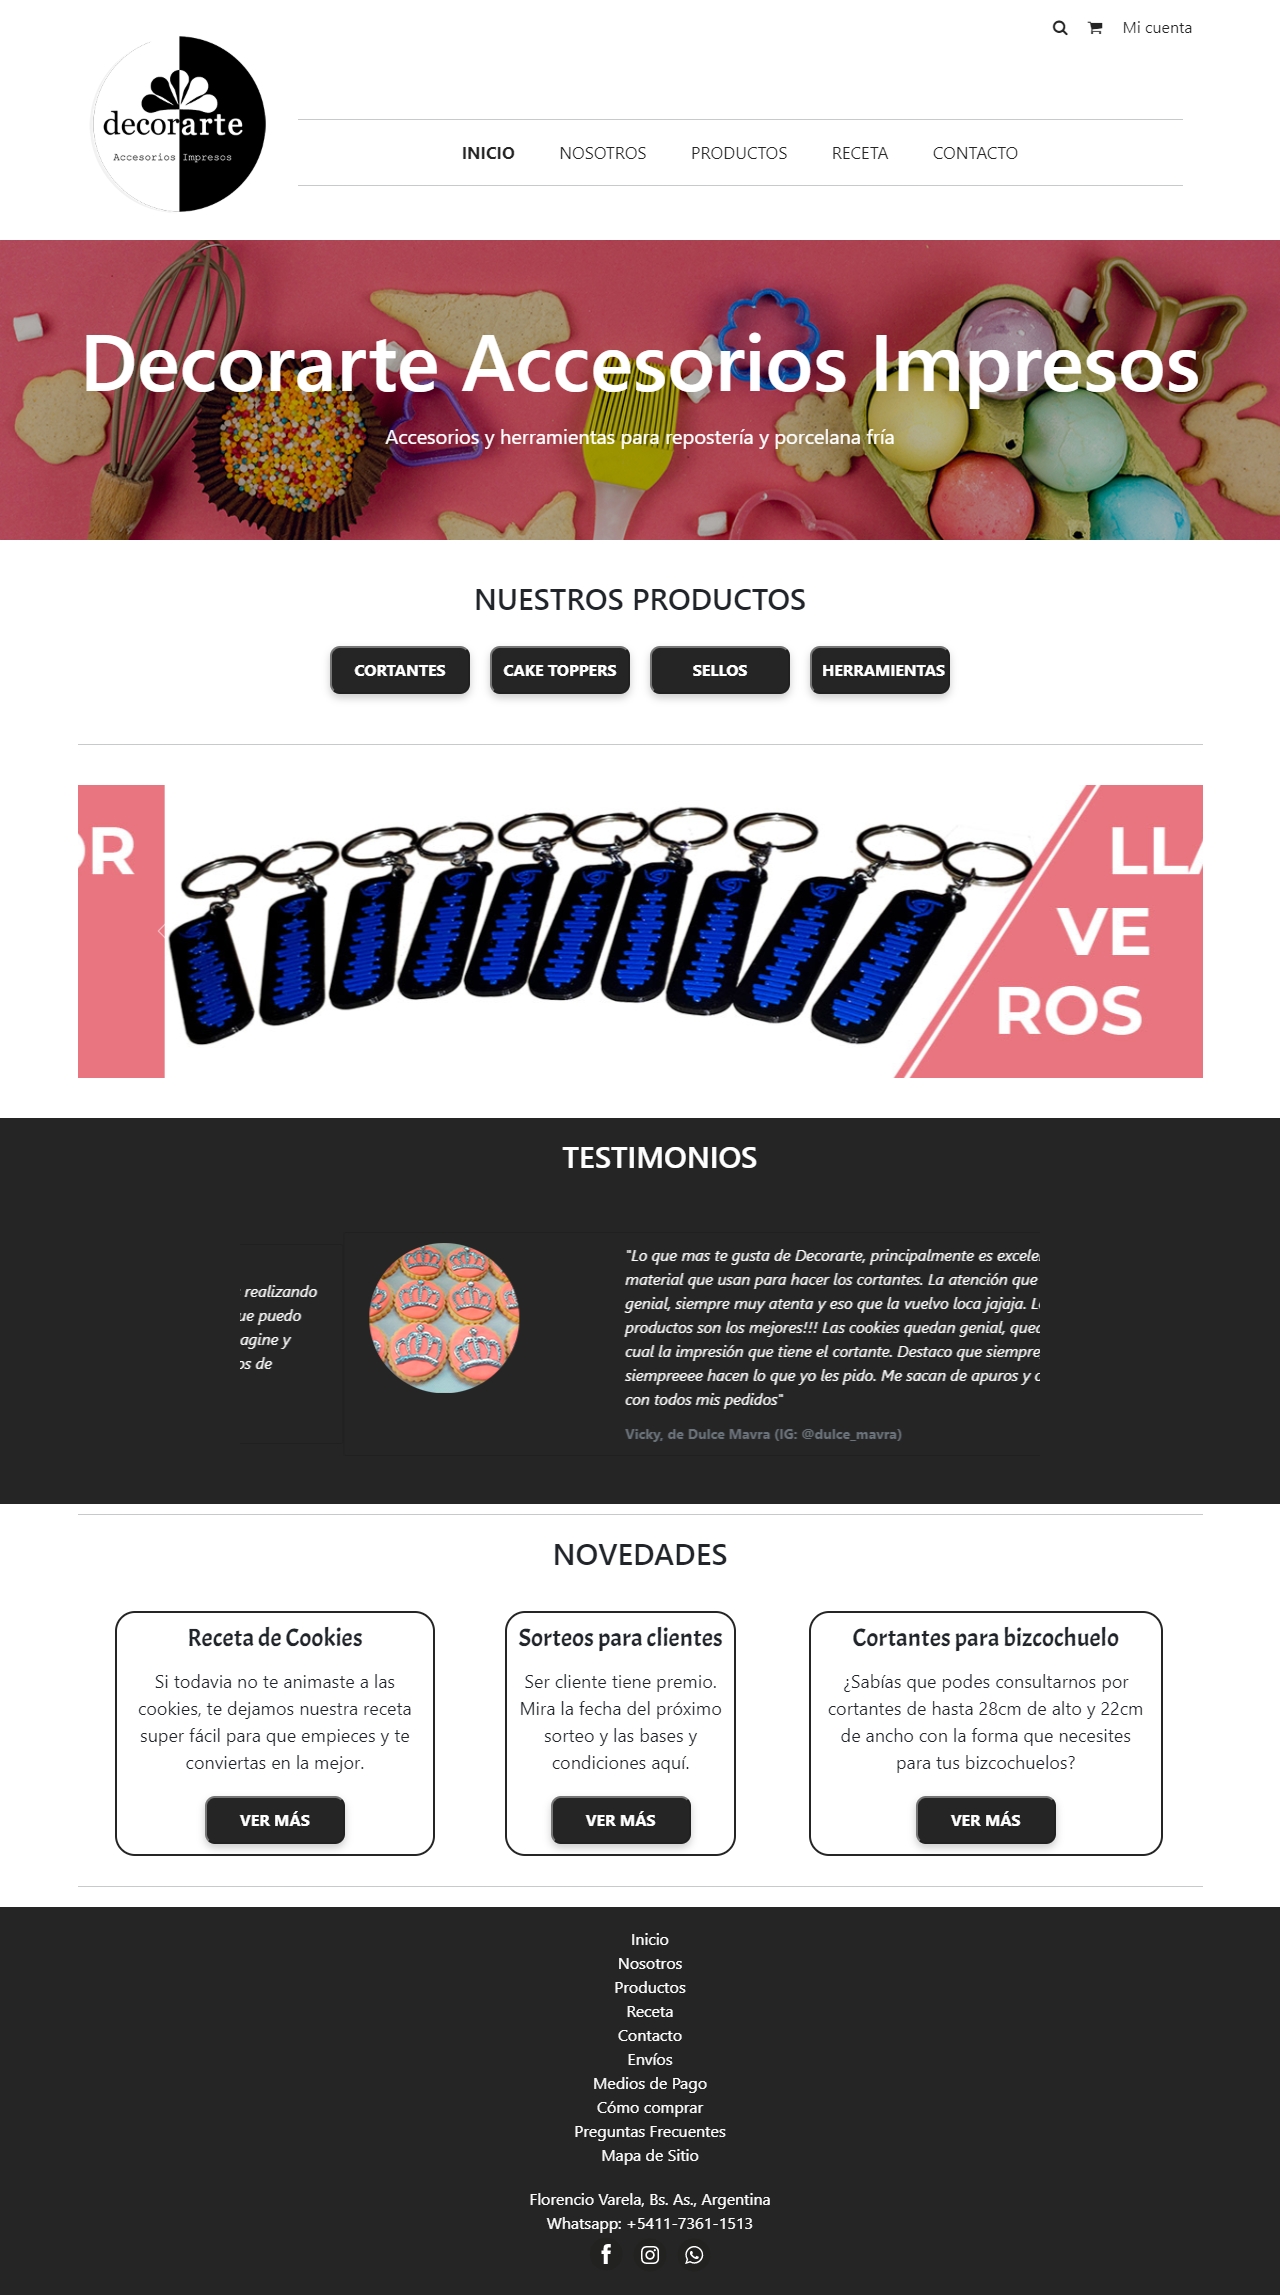 Mi cuenta
decorarte
Accesorios Impresos
INICIO NOSOTROS PRODUCTOS RECETA CONTACTO
Decorarte Accesorios Impresos
Accesorios y herramientas para repostería y porcelana fría
NUESTROS PRODUCTOS
CORTANTES CAKE TOPPERS SELLOS HERRAMIENTAS
OR
LLA
VE
ROS
TESTIMONIOS
realizando
ue puedo
agine y
os de
"Lo que mas te gusta de Decorarte, principalmente es excele
material que usan para hacer los cortantes. La atención que
genial, siempre muy atenta y eso que la vuelvo loca jajaja. L
productos son los mejores!!! Las cookies quedan genial, qued
cual la impresión que tiene el cortante. Destaco que siempre
siempreeee hacen lo que yo les pido. Me sacan de apuros y c
con todos mis pedidos"
Vicky, de Dulce Mavra (IG: @dulce_mavra)
NOVEDADES
Receta de Cookies
Si todavia no te animaste a las
cookies, te dejamos nuestra receta
super fácil para que empieces y te
conviertas en la mejor.
VER MÁS
Sorteos para clientes
Ser cliente tiene premio.
Mira la fecha del próximo
sorteo y las bases y
condiciones aquí.
VER MÁS
Cortantes para bizcochuelo
¿Sabías que podes consultarnos por
cortantes de hasta 28cm de alto y 22cm
de ancho con la forma que necesites
para tus bizcochuelos?
VER MÁS
Inicio
Nosotros
Productos
Receta
Contacto
Envíos
Medios de Pago
Cómo comprar
Preguntas Frecuentes
Mapa de Sitio
Florencio Varela, Bs. As., Argentina
Whatsapp: +5411-7361-1513